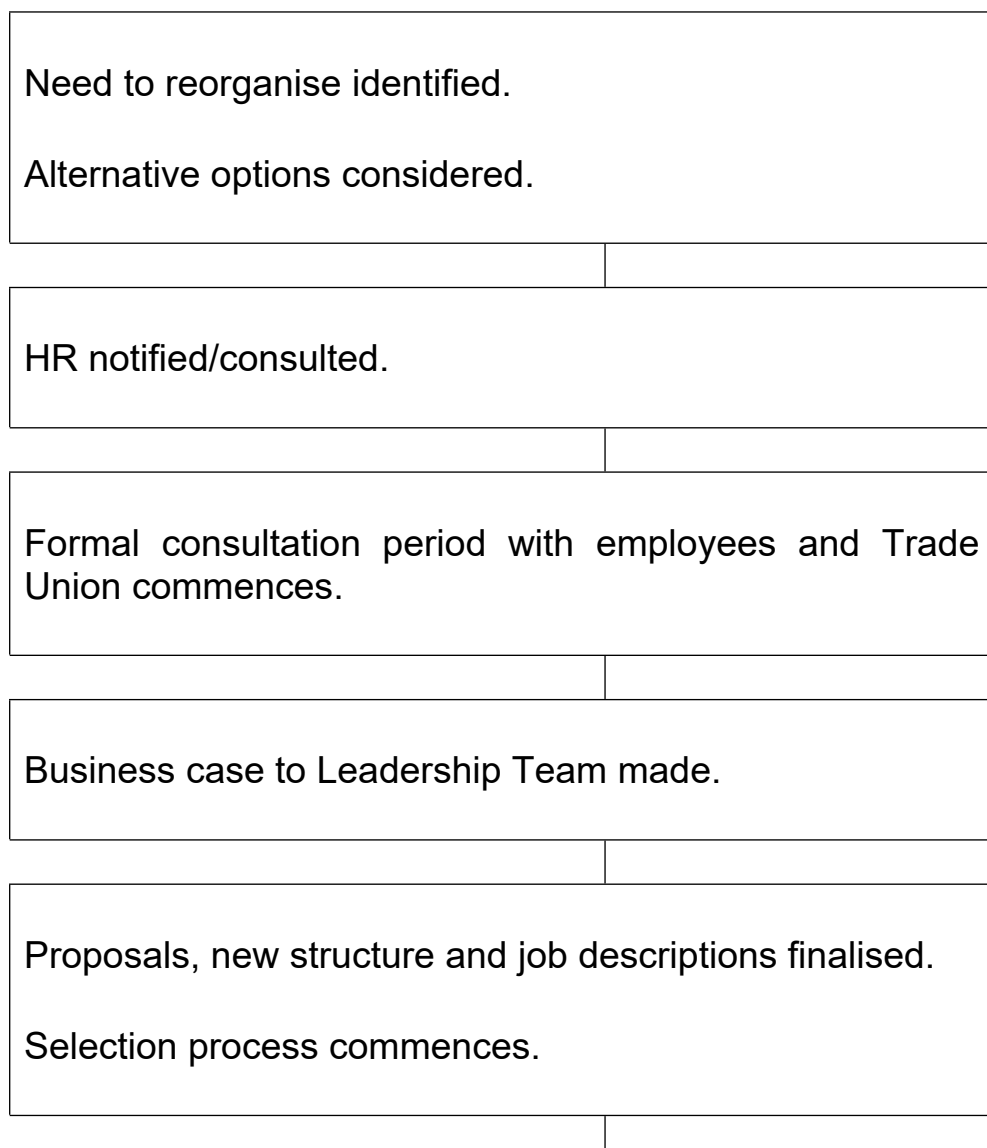 Need to reorganise identified.
Alternative options considered.
HR notified/consulted.
Formal consultation period with employees and Trade
Union commences.
Business case to Leadership Team made.
Proposals, new structure and job descriptions finalised.
Selection process commences.